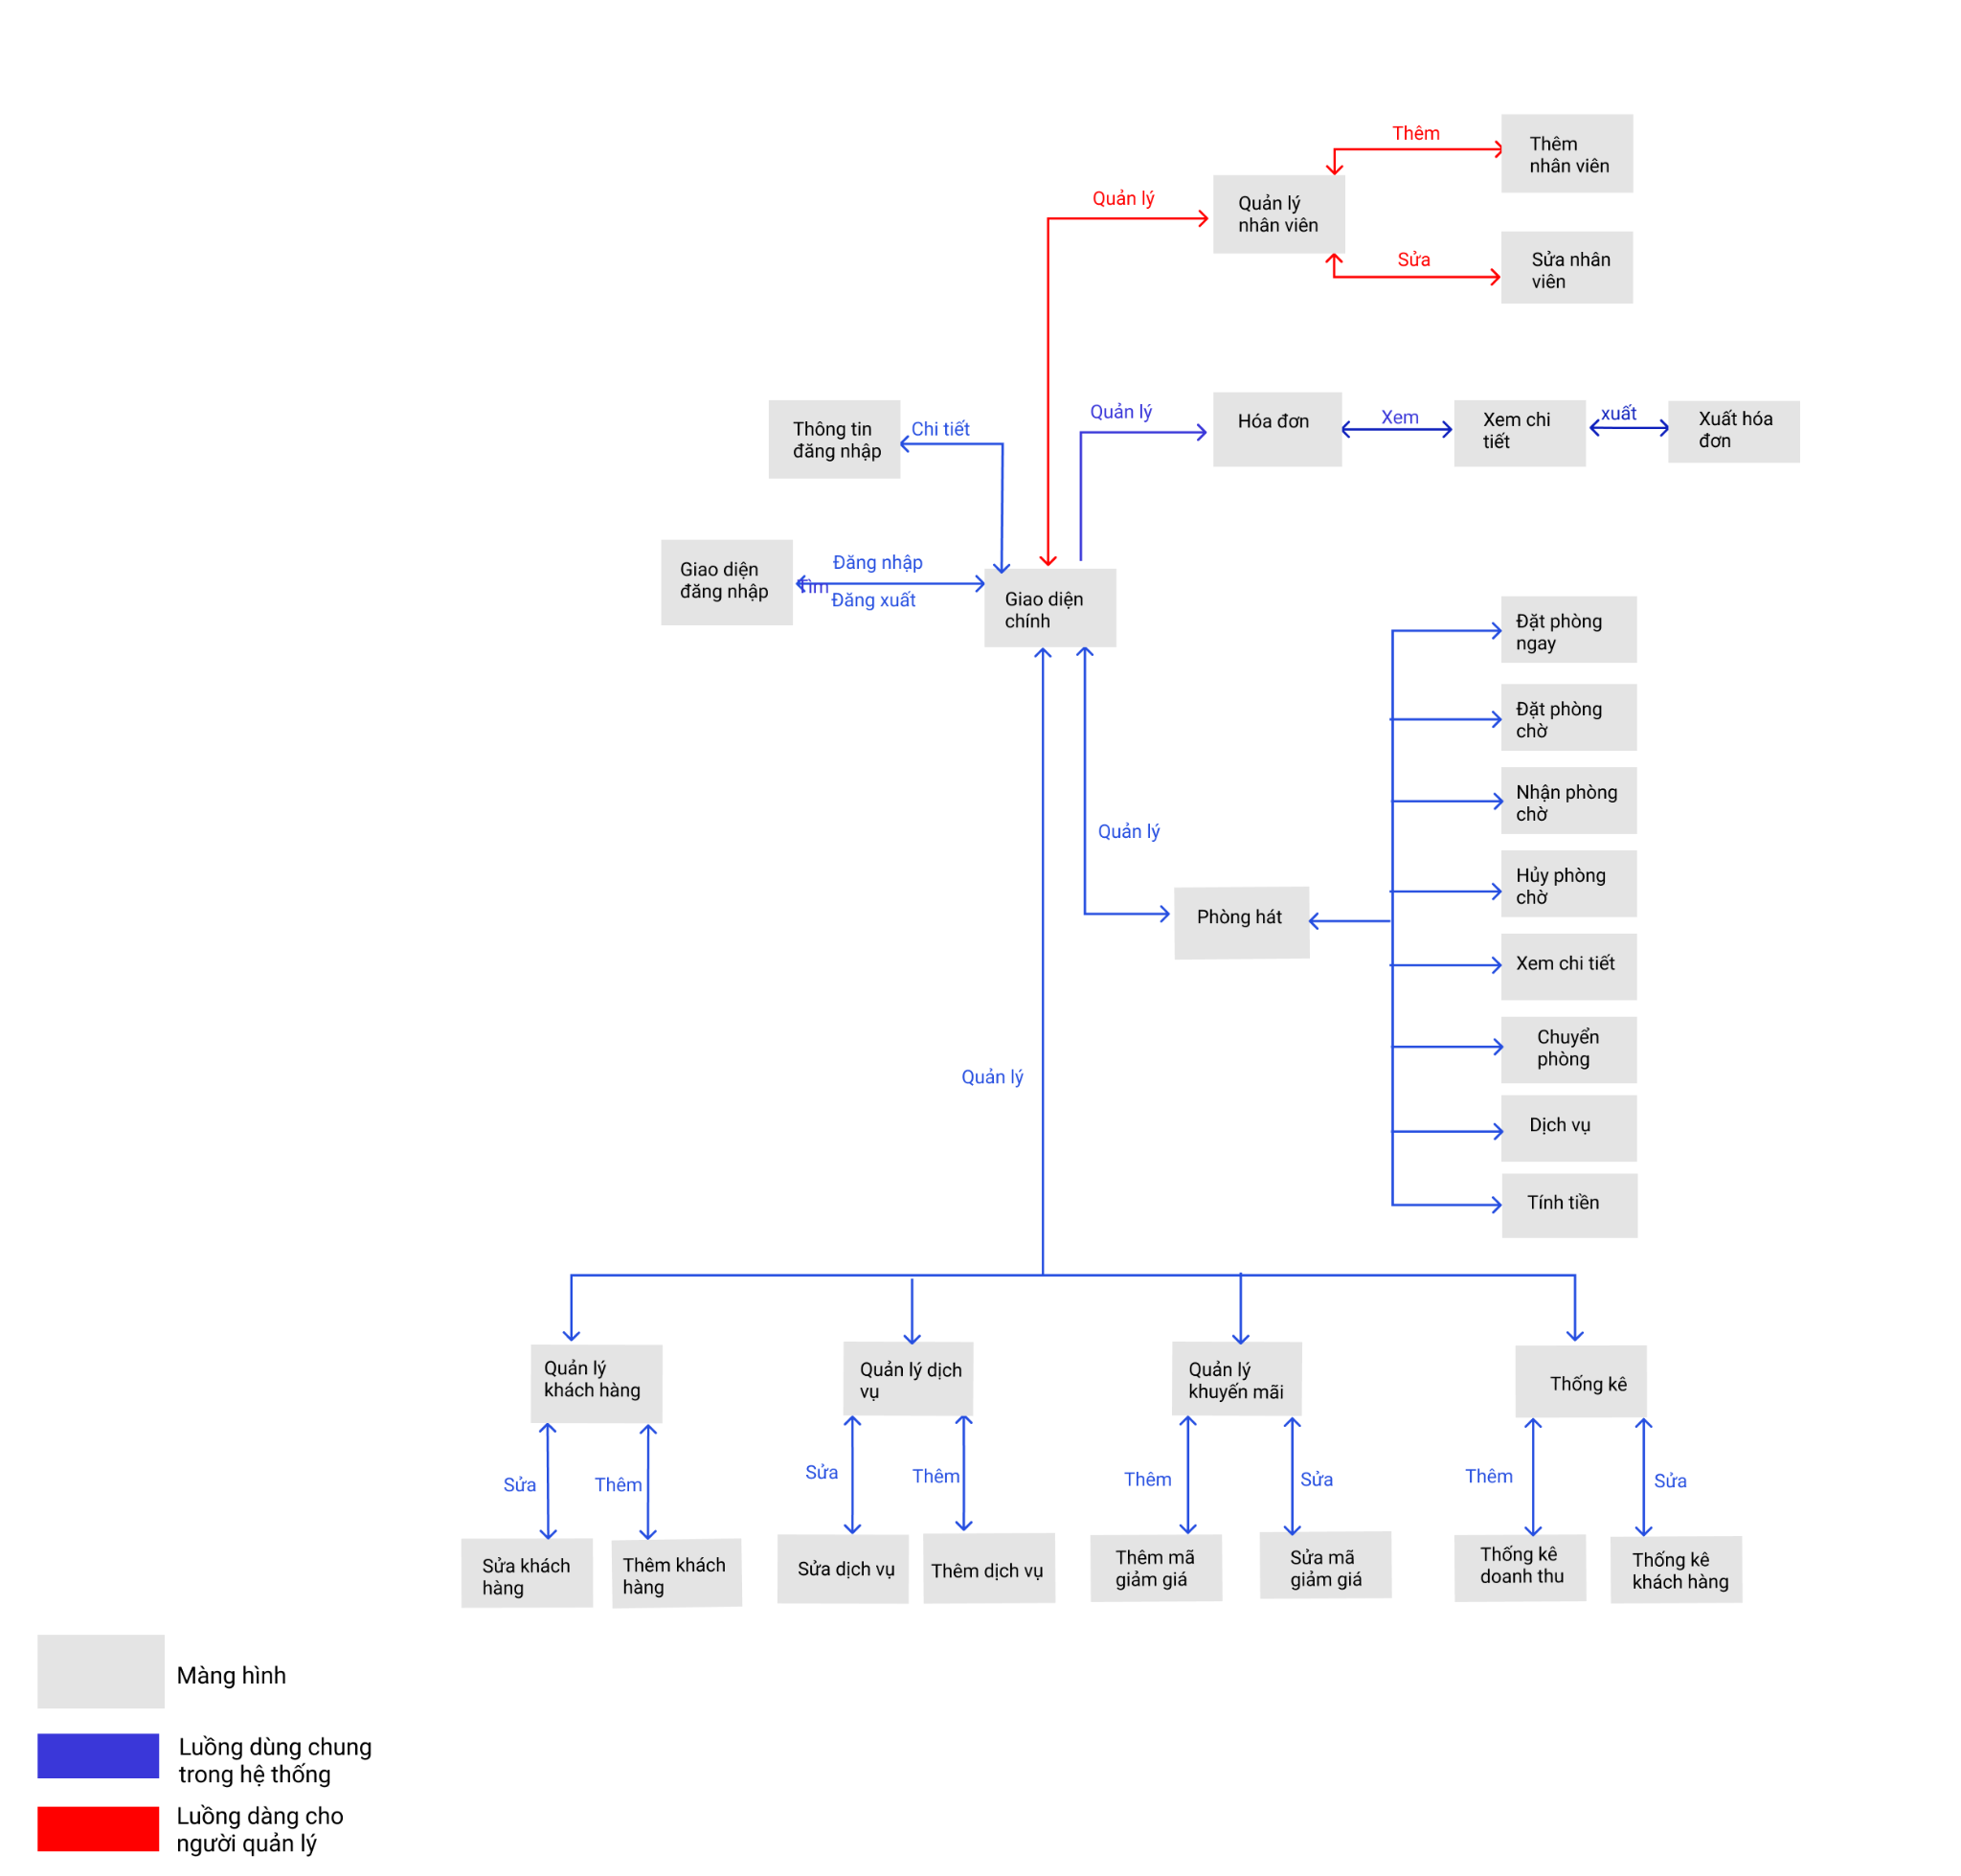 Thêm
Thêm
nhân viên
Quản lý
Quản lý
nhân viên
Sửa
Sửa nhân
viên
Thông tin
đăng nhập
Chi tiết
Quản lý
Hóa đơn
Xem
Xem chi
tiết
xuất
Xuất hóa
đơn
Giao diện
đăng nhập
Đăng nhập
Tìm
Đăng xuất
Giao diện
chính
Đặt phòng
ngay
Đặt phòng
chờ
Nhận phòng
chờ
Quản lý
Hủy phòng
chờ
Phòng hát
Xem chi tiết
Chuyển
phòng
Quản lý
Dịch vụ
Tính tiền
Quản lý
khách hàng
Quản lý dịch
vụ
Quản lý
khuyến mãi
Thống kê
Sửa
Thêm
Sửa
Thêm
Thêm
Sửa
Thêm
Sửa
Sửa khách
hàng
Thêm khách
hàng
Sửa dịch vụ
Thêm dịch vụ
Thêm mã
giảm giá
Sửa mã
giảm giá
Thống kê
doanh thu
Thống kê
khách hàng
Màng hình
Luồng dùng chung
trong hệ thống
Luồng dàng cho
người quản lý